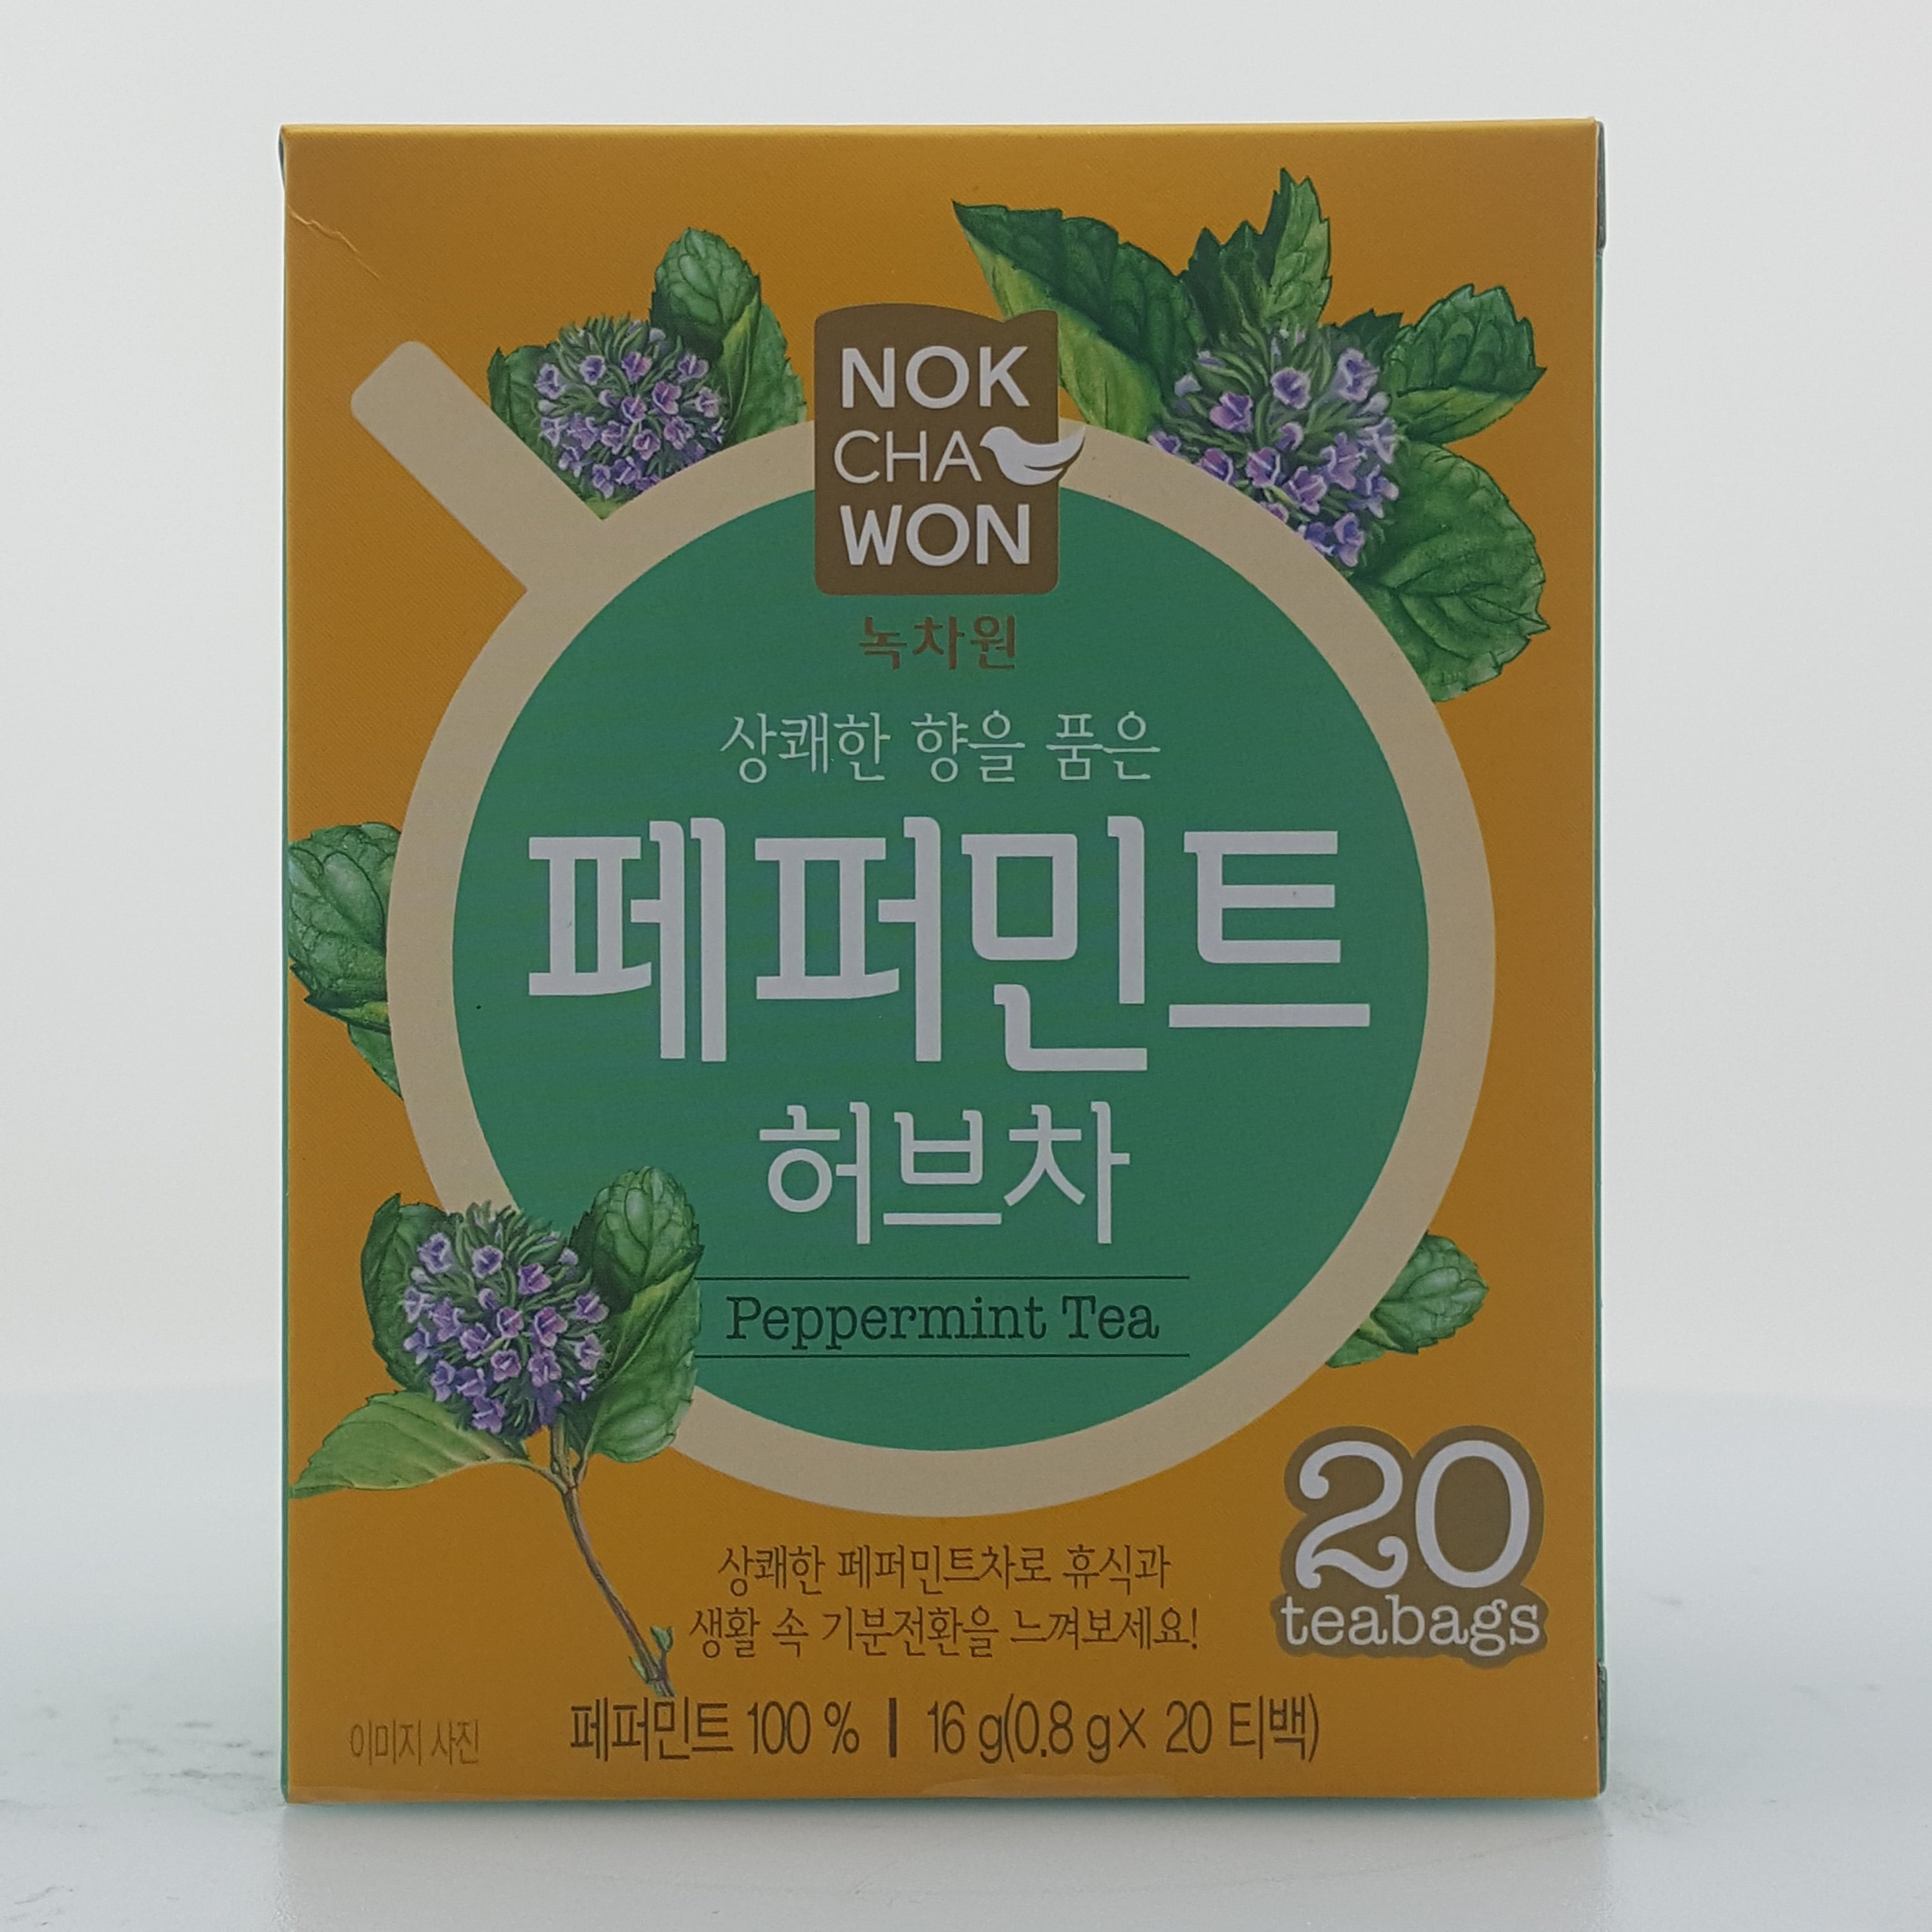 NOK
CHA
WON
녹차원
상쾌한 향을 품은
페퍼민트
허브차
Peppermint Tea
20
teabags
상쾌한 페퍼민트차로 휴식과
생활 속 기분전환을 느껴보세요!
이미지 사진
페퍼민트 100 % | 16 g(0.8 g× 20 티백)